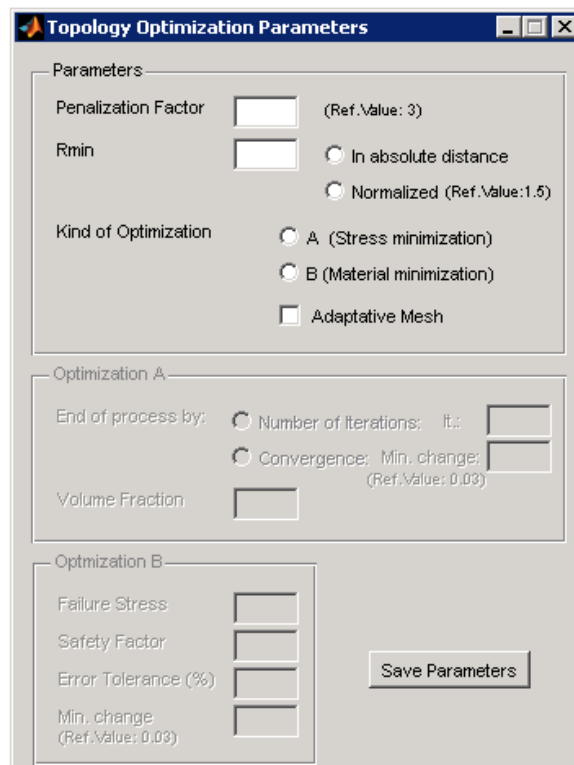 Topology Optimization Parameters
Parameters
Penalization Factor (Ref.Value: 3)
Rmin In absolute distance
Normalized (Ref.Value:1.5)
Kind of Optimization A (Stress minimization)
B (Material minimization)
Adaptative Mesh
Optimization A
End of process by: Number of Iterations: It.:
Convergence: Min. change:
(Ref.Value: 0.03)
Volume Fraction
Optmization B
Failure Stress
Safety Factor
Error Tolerance (%)
Min. change
(Ref.Value: 0.03)
Save Parameters